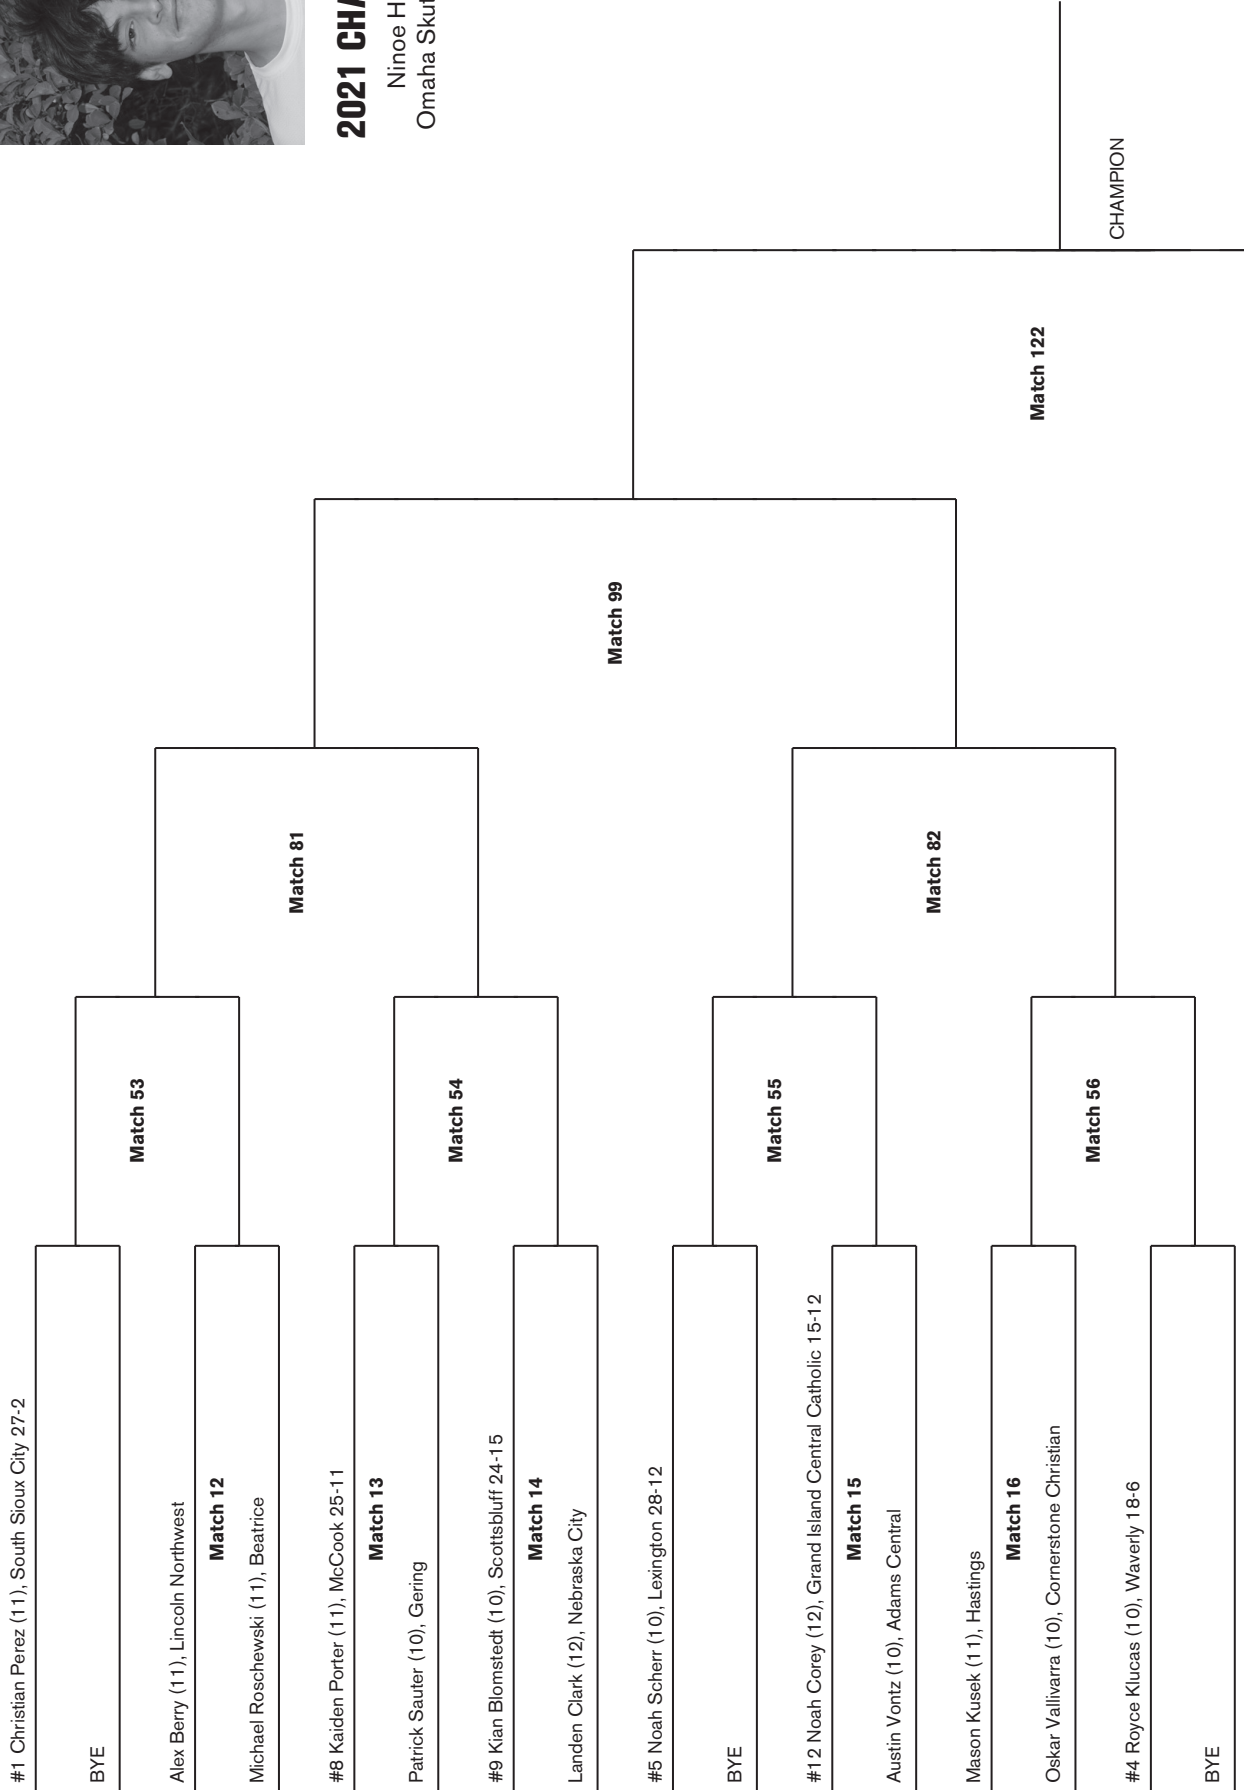 2021 CHA
Ninoe H
Omaha Skut
#1 Christian Perez (11), South Sioux City 27-2
BYE
Alex Berry (11), Lincoln Northwest
Match 12
Michael Roschewski (11), Beatrice
#8 Kaiden Porter (11), McCook 25-11
Match 13
Patrick Sauter (10), Gering
#9 Kian Blomstedt (10), Scottsbluff 24-15
Match 14
Landen Clark (12), Nebraska City
#5 Noah Scherr (10), Lexington 28-12
BYE
#12 Noah Corey (12), Grand Island Central Catholic 15-12
Match 15
Austin Vontz (10), Adams Central
Mason Kusek (11), Hastings
Match 16
Oskar Vallivarra (10), Cornerstone Christian
#4 Royce Klucas (10), Waverly 18-6
BYE
Match 53
Match 54
Match 55
Match 56
Match 81
Match 82
Match 99
Match 122
CHAMPION